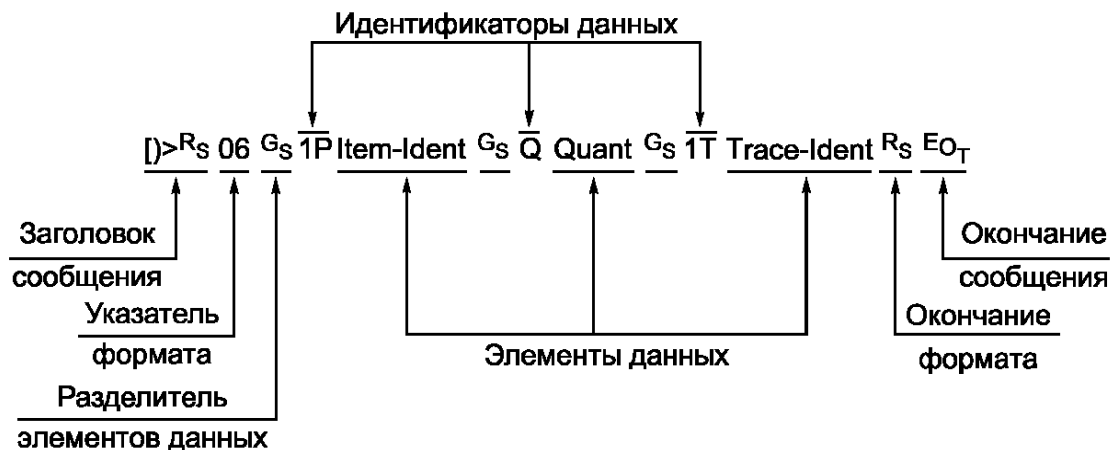 Идентификаторы данных
[)>RS 06 GS 1P Item-Ident GS Q Quant GS 1T Trace-Ident RS EOT
Заголовок
сообщения
Окончание
сообщения
Указатель
формата
Элементы данных
Окончание
формата
Разделитель
элементов данных